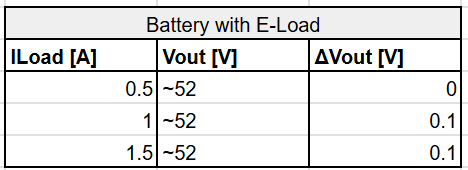 Battery with E-Load
ILoad [A] Vout [V] ΔVout [V]
0.5 ~52 0
1 ~52 0.1
1.5 ~52 0.1